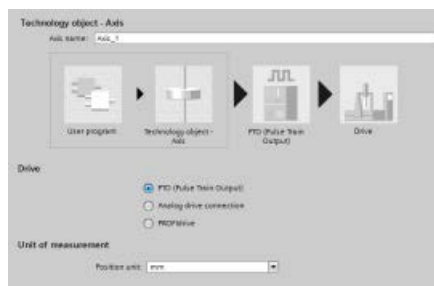 Technology object - Axis
Axis name: Axis_1
User program
Technology object - Axis
PTO (Pulse Train Output)
Drive
Drive
PTO (Pulse Train Output)
Analog drive connection
PROFIdrive
Unit of measurement
Position unit: mm